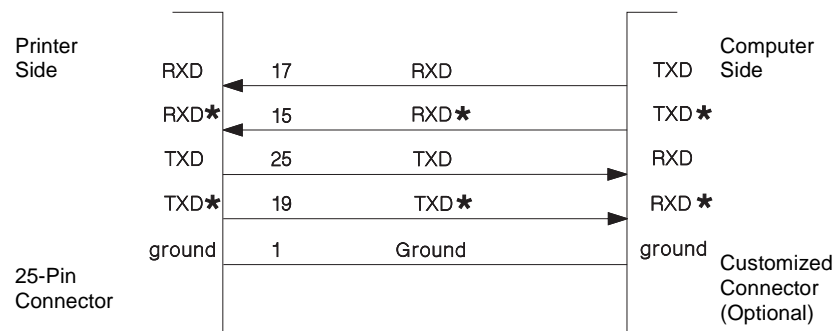 Printer
Side
Computer
Side
RXD 17 RXD TXD
RXD* 15 RXD* TXD*
TXD 25 TXD RXD
TXD* 19 TXD* RXD*
ground 1 Ground ground
25-Pin
Connector
Customized
Connector
(Optional)